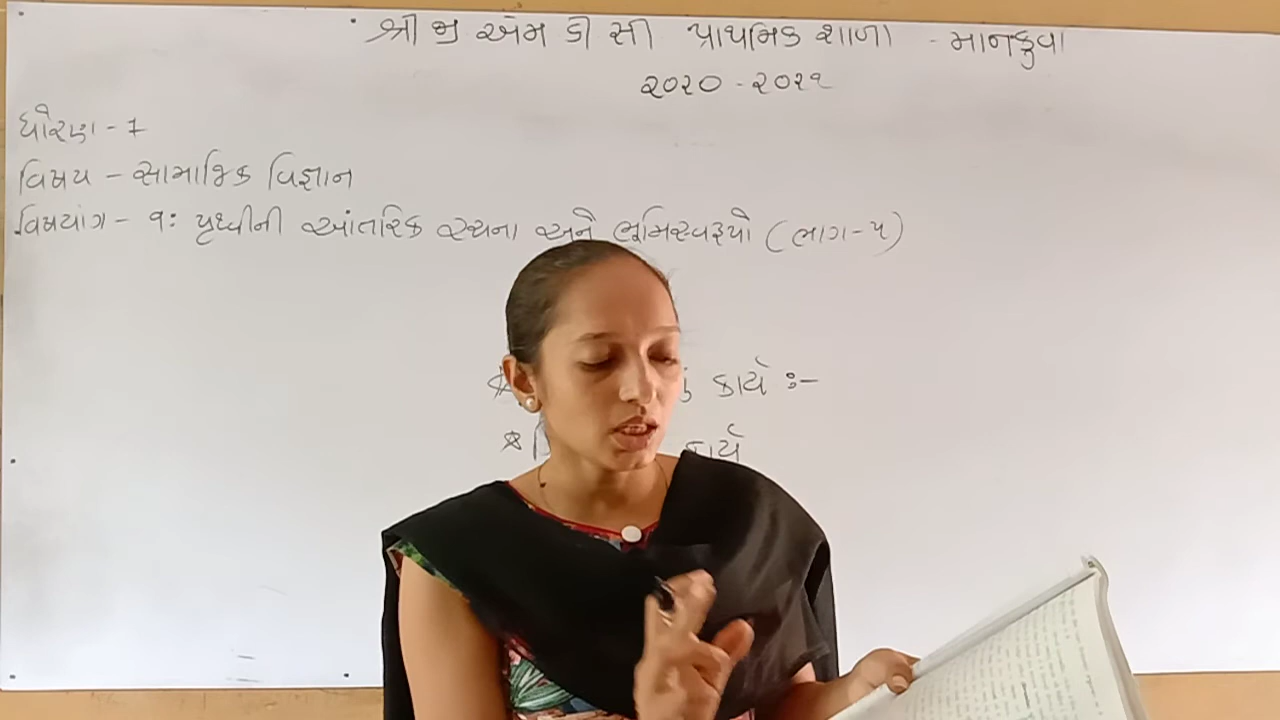 શ્રી જી એમ ડી સી પ્રાથમિક શાળા - માનકુવા
૨૦૨૦ - ૨૦૨૧
ધોરણ - 7
વિષય - સામાજિક વિજ્ઞાન
વિષયાંગ - ૧: પૃથ્વીની આંતરિક રચના અને ભૂમિસ્વરૂપો (ભાગ-૫)
કાર્ય :-
કાર્ય